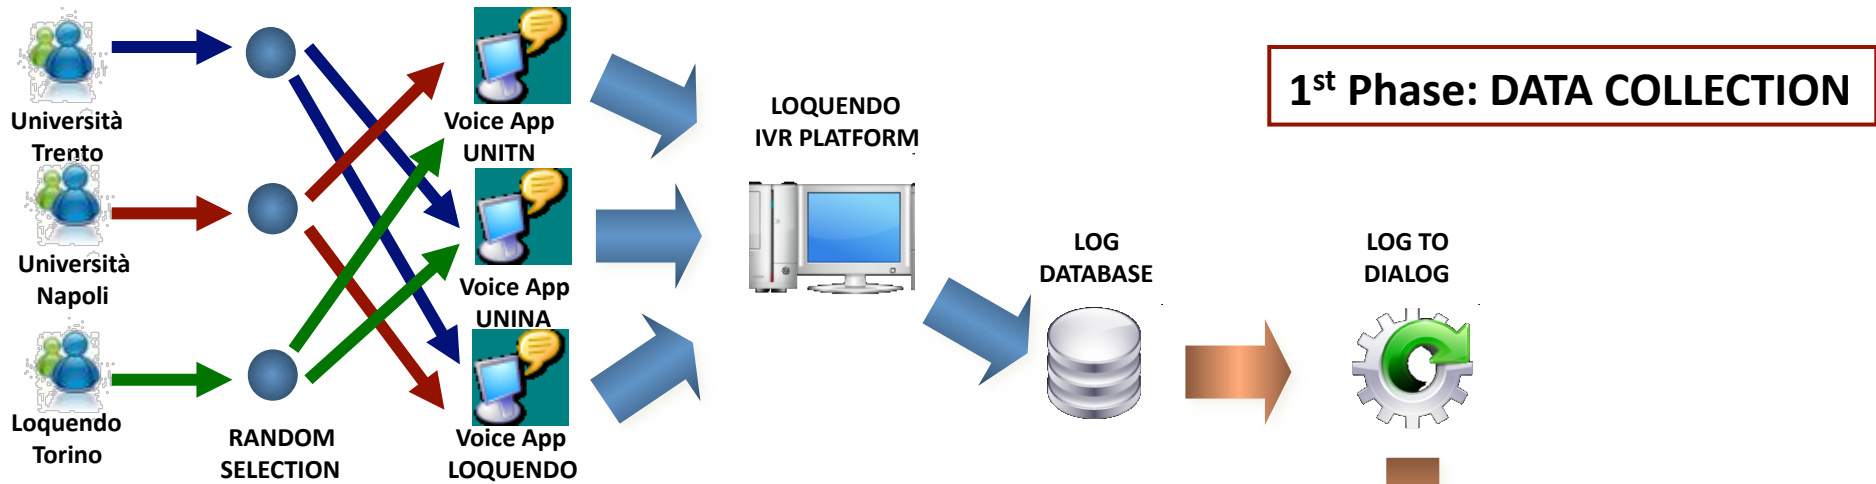 1st Phase: DATA COLLECTION
Università
Trento
Università
Napoli
Loquendo
Torino
RANDOM
SELECTION
Voice App
UNITN
Voice App
UNINA
Voice App
LOQUENDO
LOQUENDO
IVR PLATFORM
LOG
DATABASE
LOG TO
DIALOG